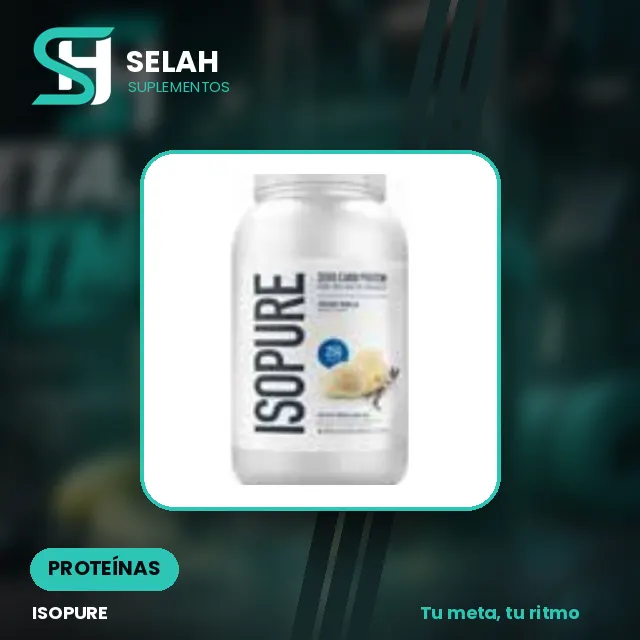 SELAH
SUPLEMENTOS
ISOPURE
ZERO CARB PROTEIN
PROTEÍNAS
ISOPURE
Tu meta, tu ritmo